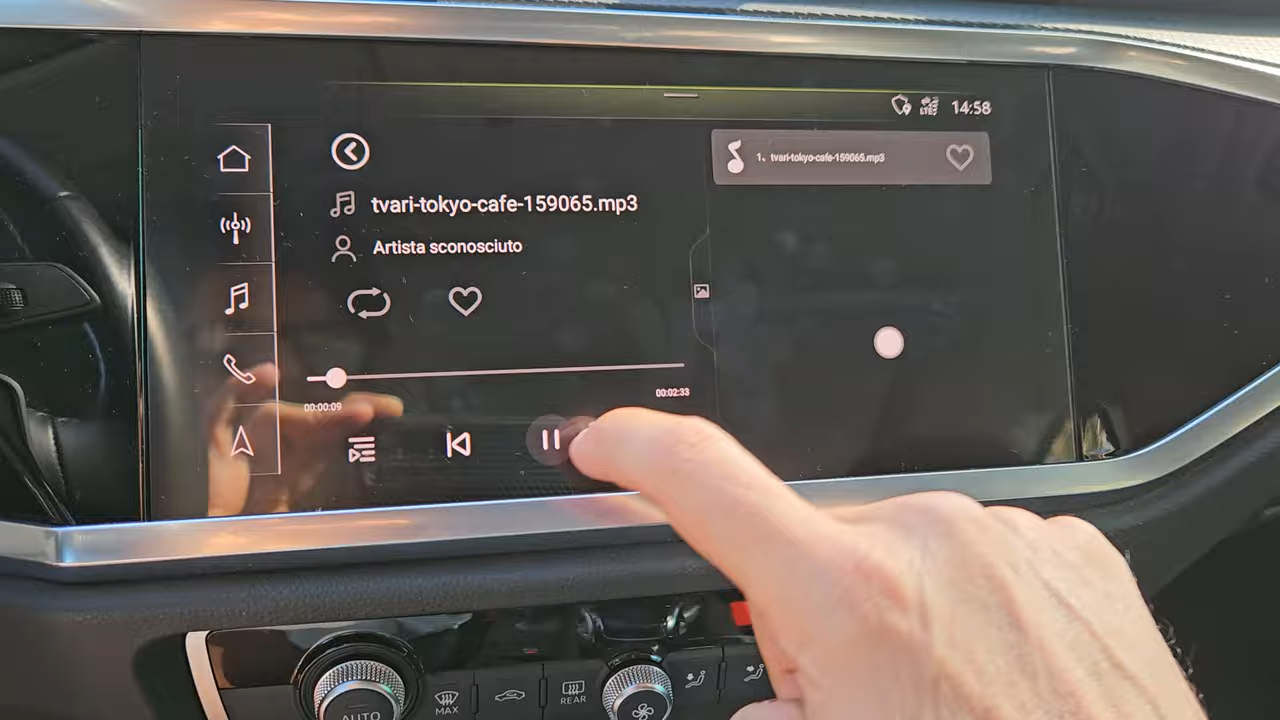 14:58
tvari-tokyo-cafe-159065.mp3
Artista sconosciuto
00:00:09
00:02:33
1、tvari-tokyo-cafe-159065.mp3
AUTO
MAX
REAR